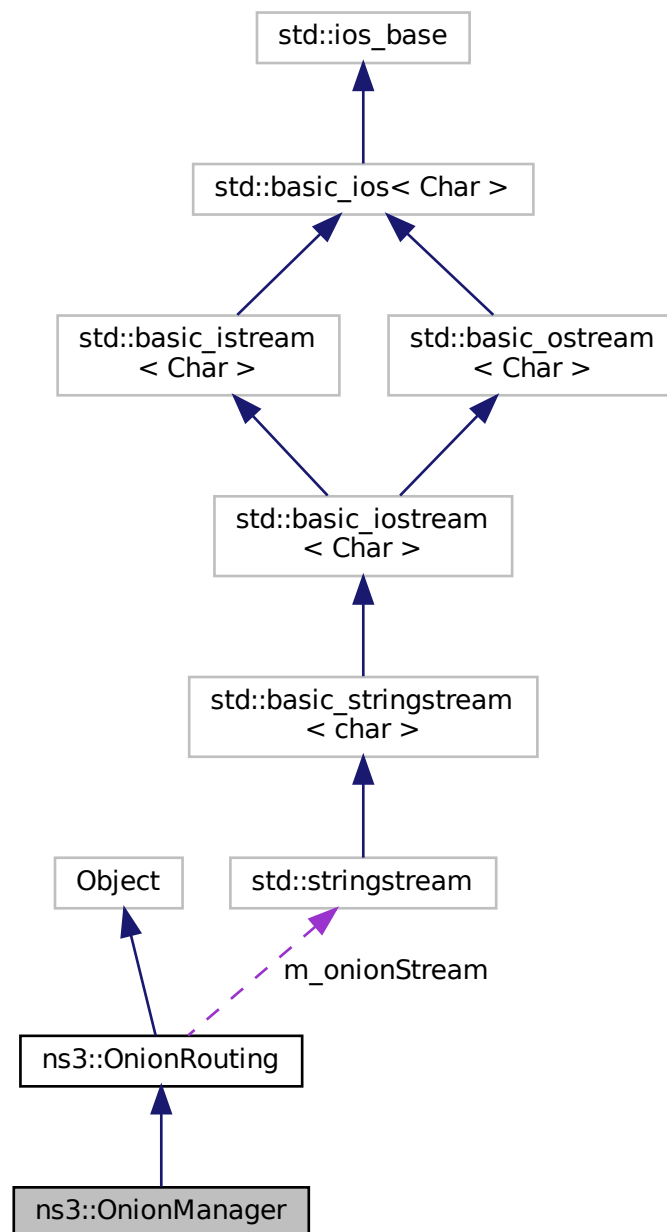 std::ios_base
std::basic_ios< Char >
std::basic_istream
< Char >
std::basic_ostream
< Char >
std::basic_iostream
< Char >
std::basic_stringstream
< char >
Object
std::stringstream
m_onionStream
ns3::OnionRouting
ns3::OnionManager